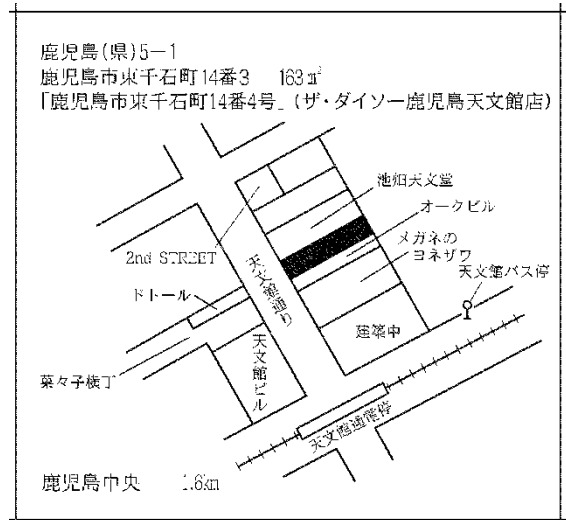 鹿児島(県)5-1
鹿児島市東千石町14番3 163㎡
「鹿児島市東千石町14番4号」(ザ・ダイソー鹿児島天文館店)
池畑天文堂
オークビル
メガネの
ヨネザワ
天文館バス停
2nd STREET
ドトール
天文館通り
建築中
菜々子横丁
天文館ビル
天文館通電停
鹿児島中央 1.6km